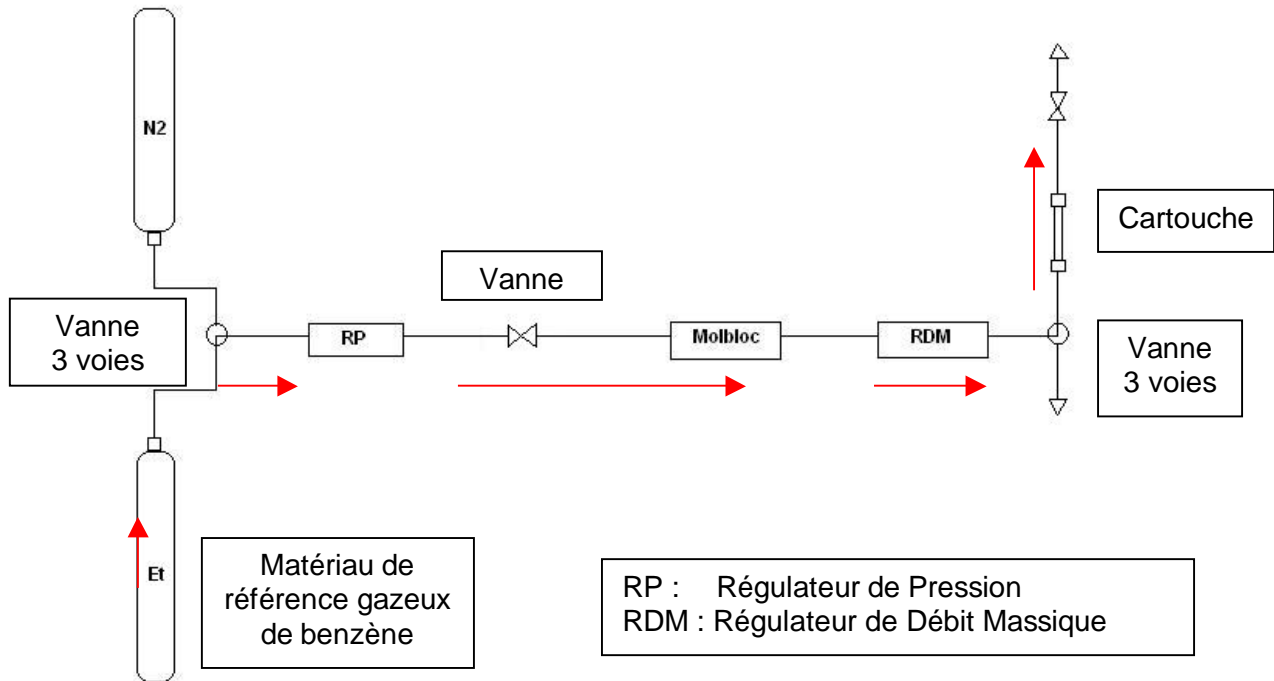 N2
Vanne
3 voies
RP
Vanne
Molbloc
RDM
Cartouche
Vanne
3 voies
Et
Matériau de
référence gazeux
de benzène
RP : Régulateur de Pression
RDM : Régulateur de Débit Massique